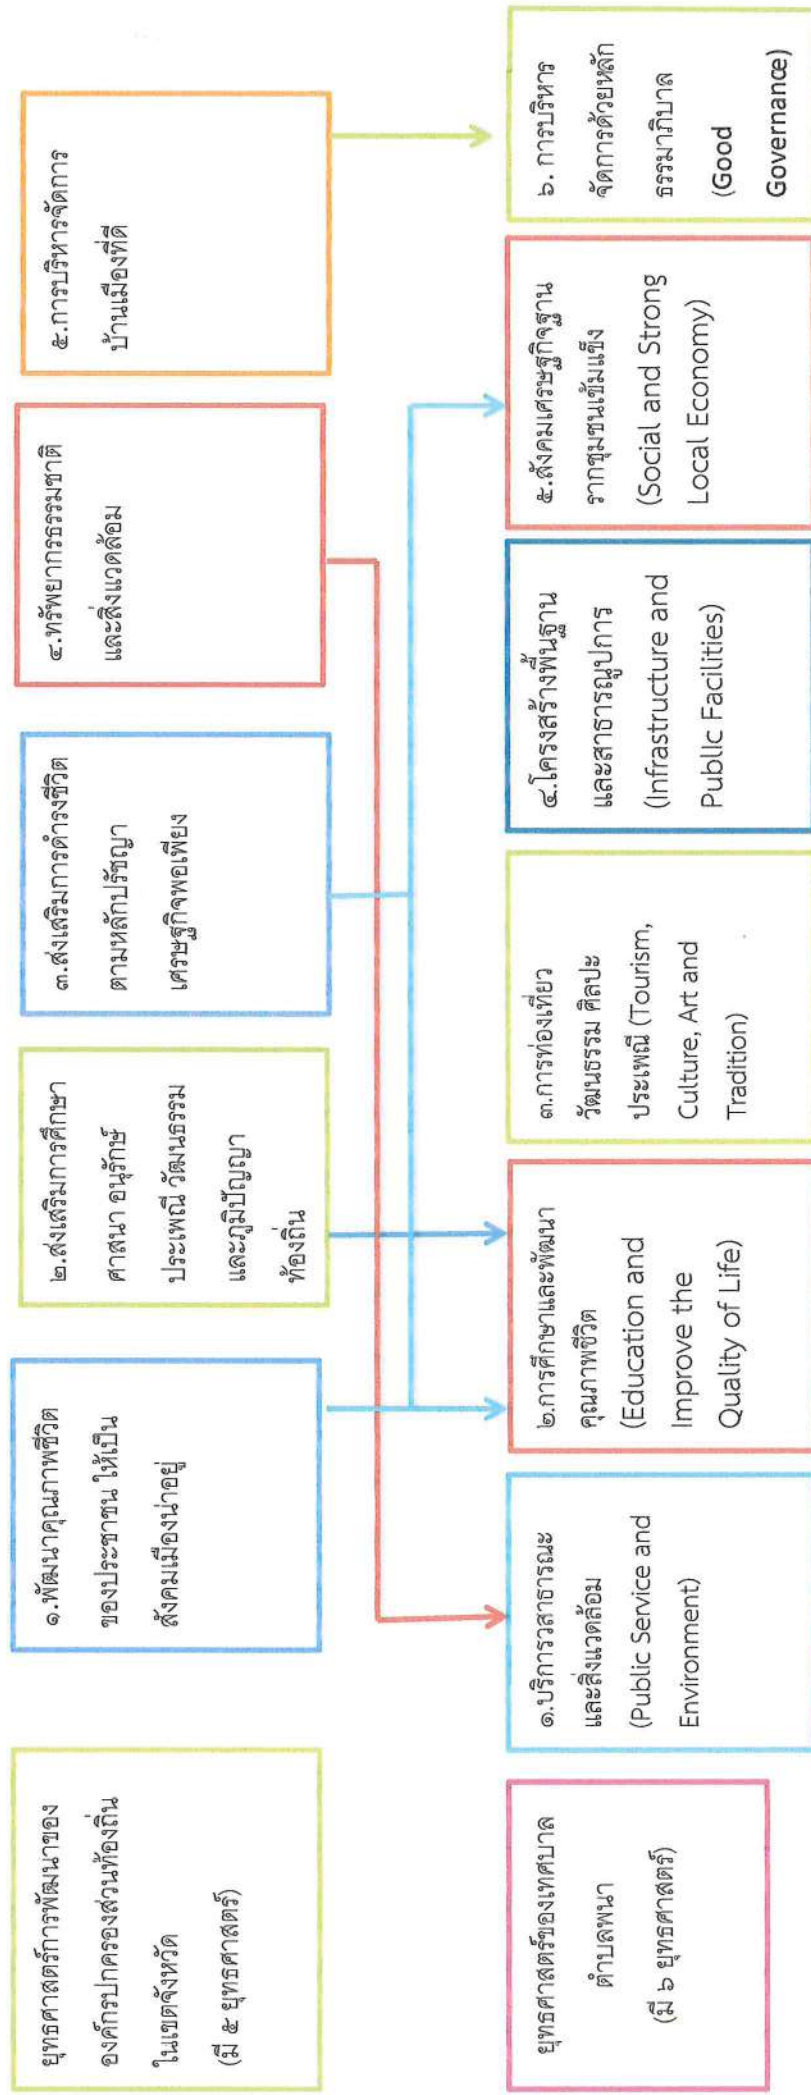 ยุทธศาสตร์การพัฒนาของ
องค์กรปกครองส่วนท้องถิ่น
ในเขตจังหวัด
(มี ๕ ยุทธศาสตร์)
๑.พัฒนาคุณภาพชีวิต
ของประชาชน ให้เป็น
สังคมเมืองน่าอยู่
๒.ส่งเสริมการศึกษา
ศาสนา อนุรักษ์
ประเพณี วัฒนธรรม
และภูมิปัญญา
ท้องถิ่น
๓.ส่งเสริมการดำรงชีวิต
ตามหลักปรัชญา
เศรษฐกิจพอเพียง
๔.ทรัพยากรธรรมชาติ
และสิ่งแวดล้อม
๕.การบริหารจัดการ
บ้านเมืองที่ดี
ยุทธศาสตร์ของเทศบาล
ตำบลพนา
(มี ๖ ยุทธศาสตร์)
๑.บริการวสาธารณะ
และสิ่งแวดล้อม
(Public Service and
Environment)
๒.การศึกษาและพัฒนา
คุณภาพชีวิต
(Education and
Improve the
Quality of Life)
๓.การท่องเที่ยว
วัฒนธรรม ศิลปะ
ประเพณี (Tourism,
Culture, Art and
Tradition)
๔.โครงสร้างพื้นฐาน
และสาธารณูปการ
(Infrastructure and
Public Facilities)
๕.สังคมเศรษฐกิจฐาน
รากชุมชนเข้มแข็ง
(Social and Strong
Local Economy)
๖. การบริหาร
จัดการด้วยหลัก
ธรรมาภิบาล
(Good
Governance)